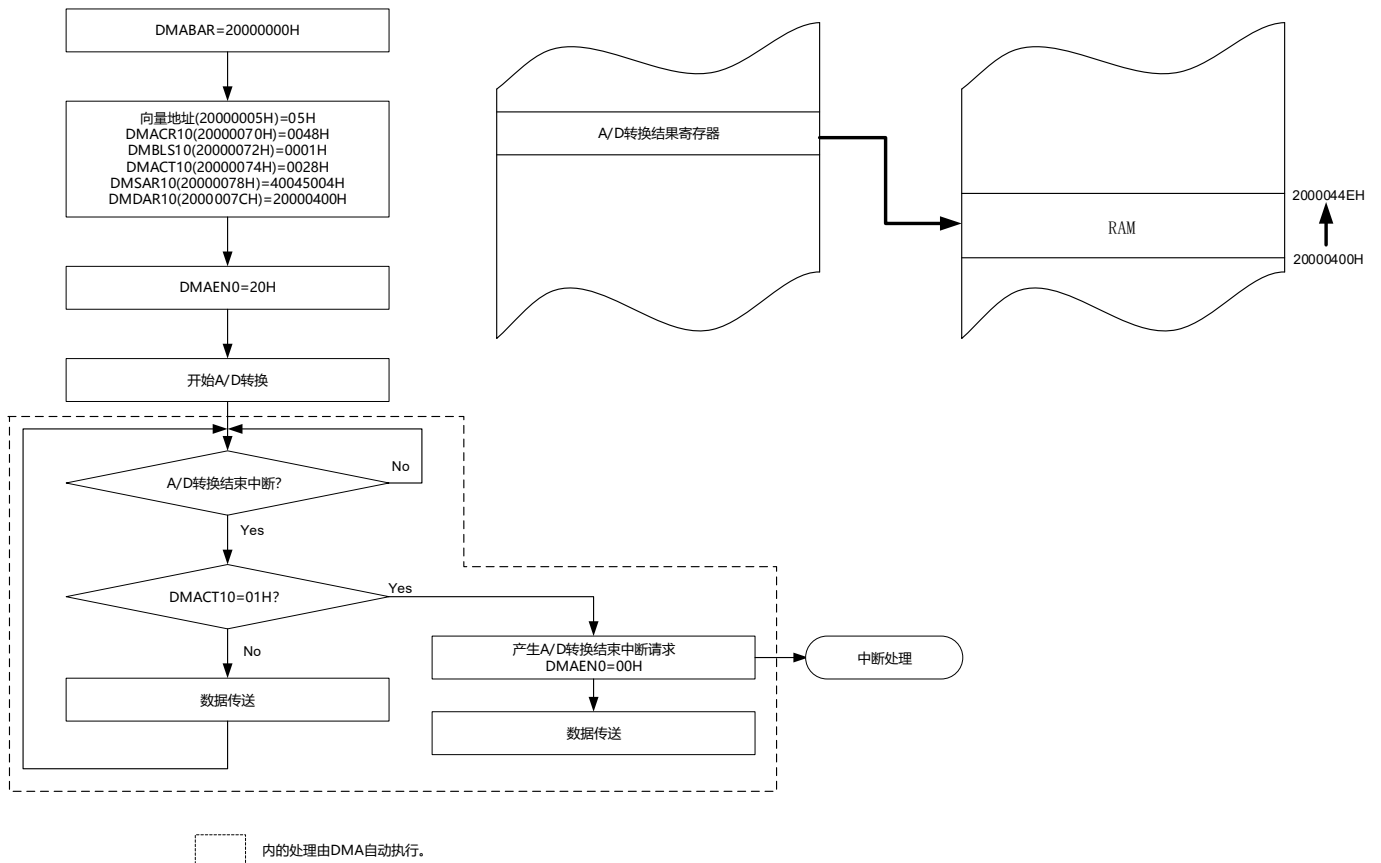 DMABAR=20000000H
向量地址(20000005H)=05H
DMACR10(20000070H)=0048H
DMBLS10(20000072H)=0001H
DMACT10(20000074H)=0028H
DMSAR10(20000078H)=40045004H
DMDAR10(2000007CH)=20000400H
DMAEN0=20H
开始A/D转换
A/D转换结束中断?
No
Yes
DMACT10=01H?
Yes
No
数据传送
产生A/D转换结束中断请求
DMAEN0=00H
数据传送
中断处理
A/D转换结果寄存器
RAM
2000044EH
20000400H
内的处理由DMA自动执行。